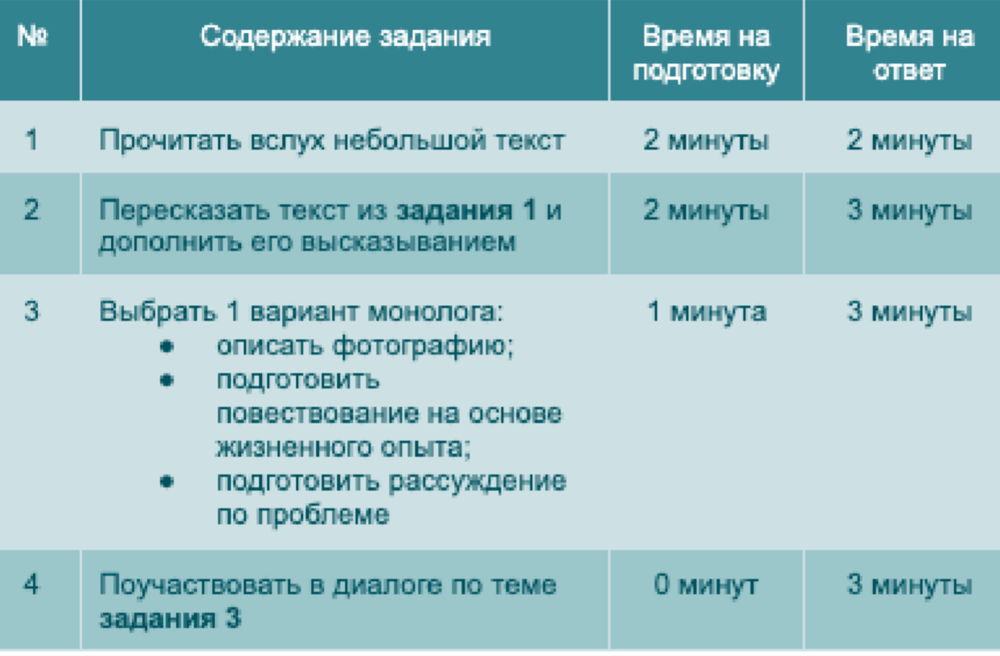 № Содержание задания Время на подготовку Время на ответ
1 Прочитать вслух небольшой текст 2 минуты 2 минуты
2 Пересказать текст из задания 1 и 2 минуты 3 минуты
дополнить его высказыванием
3 Выбрать 1 вариант монолога: 1 минута 3 минуты
● описать фотографию;
● подготовить
повествование на основе
жизненного опыта;
● подготовить рассуждение
по проблеме
4 Поучаствовать в диалоге по теме 0 минут 3 минуты
задания 3